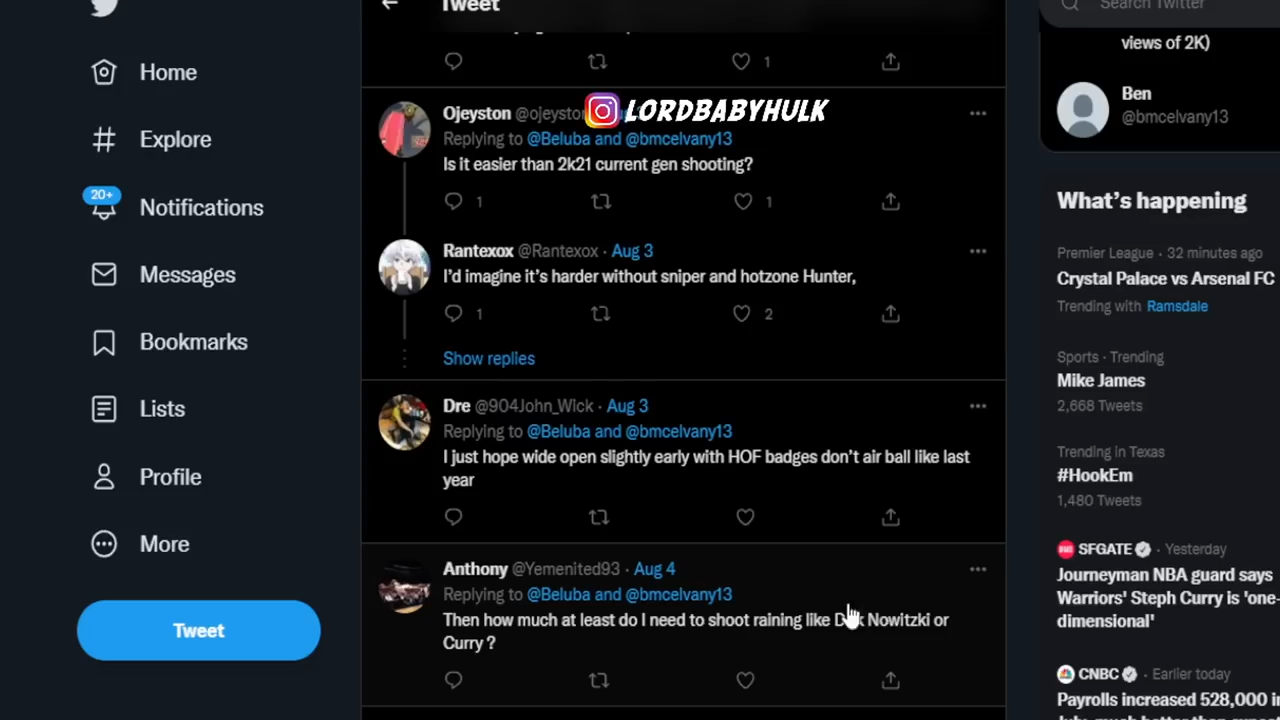 Tweet
Search Twitter
Home
Explore
20+
Notifications
Messages
Bookmarks
Lists
Profile
More
Tweet
1
Ojeyston
LORDBABYHULK
Replying to @Beluba and @bmcelvany13
Is it easier than 2k21 current gen shooting?
1 1
Rantexox @Rantexox · Aug 3
I'd imagine it's harder without sniper and hotzone Hunter,
1 2
Show replies
Dre @904John_Wick · Aug 3
Replying to @Beluba and @bmcelvany13
I just hope wide open slightly early with HOF badges don't air ball like last
year
Anthony @Yemenited93 · Aug 4
Replying to @Beluba and @bmcelvany13
Then how much at least do I need to shoot raining like Nowitzki or
Curry ?
views of 2K)
Ben
@bmcelvany13
What's happening
Premier League · 32 minutes ago
Crystal Palace vs Arsenal FC
Trending with Ramsdale
Sports · Trending
Mike James
2,668 Tweets
Trending in Texas
#HookEm
1,480 Tweets
SFGATE · Yesterday
Journeyman NBA guard says
Warriors' Steph Curry is 'one-
dimensional'
CNBC · Earlier today
Payrolls increased 528,000 in